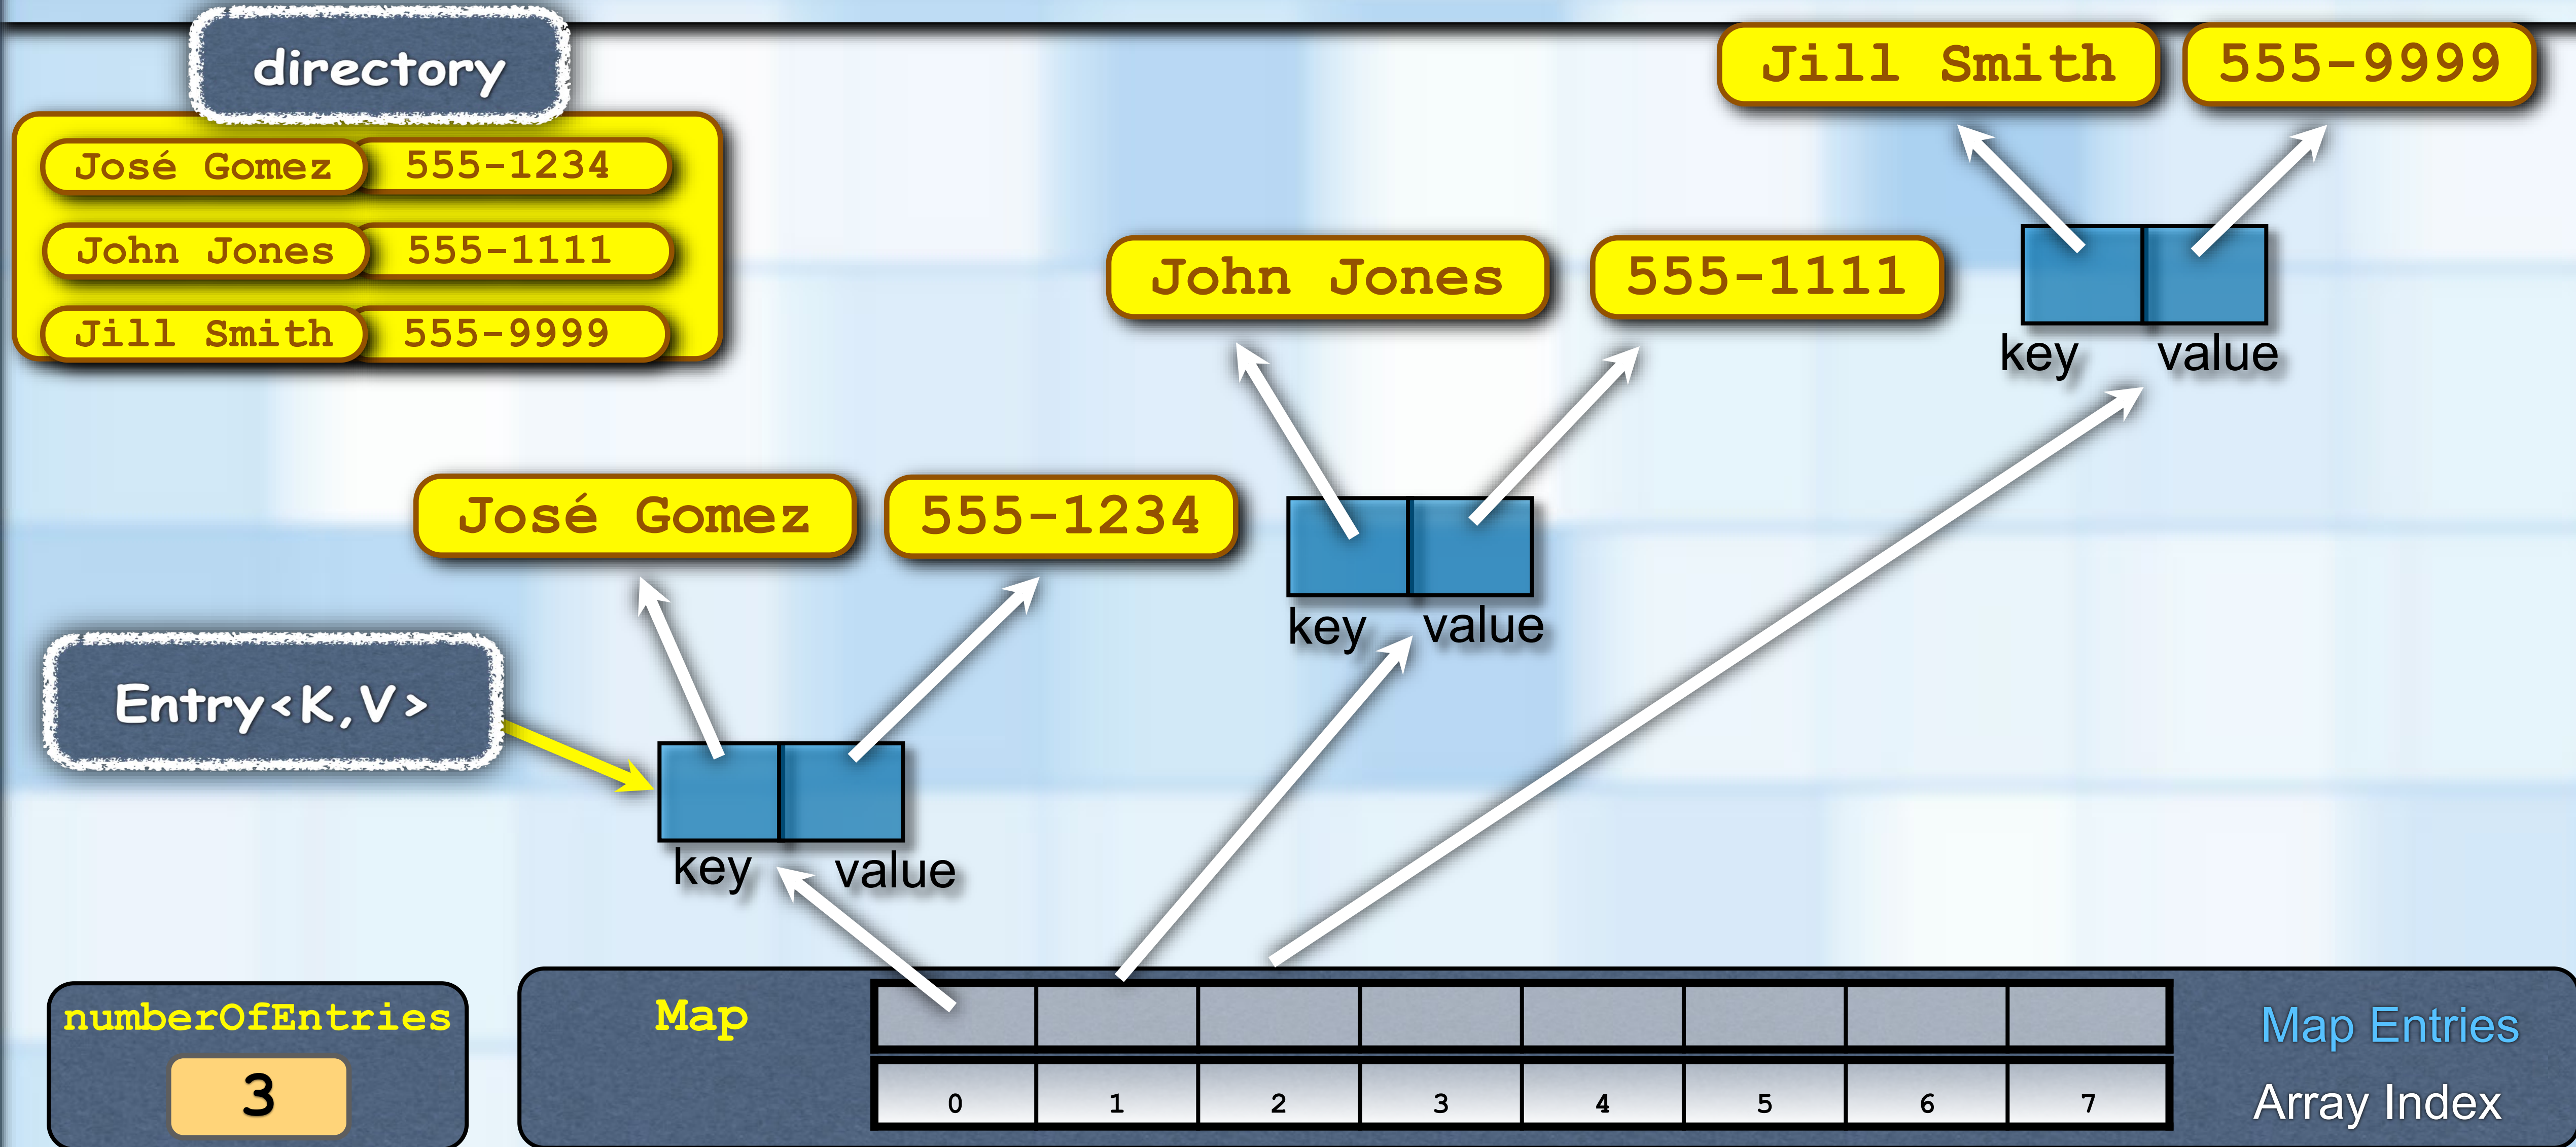 directory
José Gomez 555-1234
John Jones 555-1111
Jill Smith 555-9999
Jill Smith 555-9999
key value
John Jones 555-1111
key value
José Gomez 555-1234
key value
Entry<K,V>
numberOfEntries
3
Map
Map Entries
0 1 2 3 4 5 6 7
Array Index